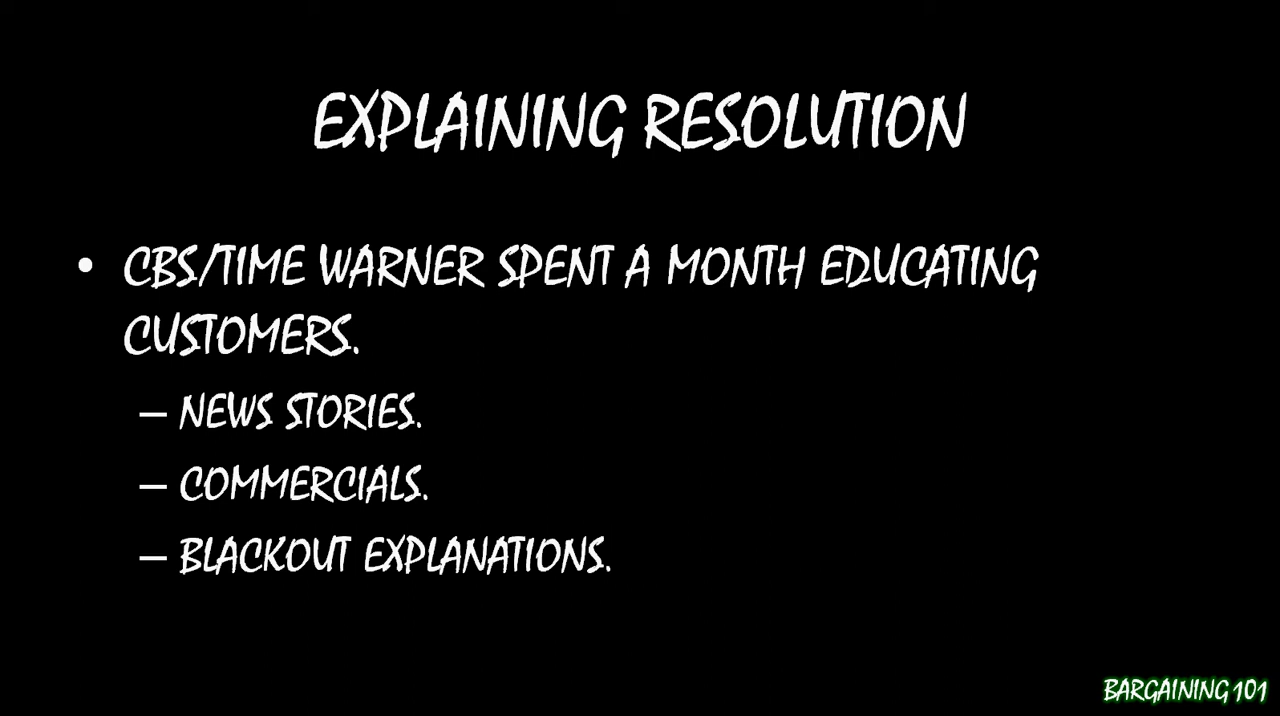 EXPLAINING RESOLUTION
• CBS/TIME WARNER SPENT A MONTH EDUCATING
CUSTOMERS.
– NEWS STORIES.
– COMMERCIALS.
– BLACKOUT EXPLANATIONS.
BARGAINING 101